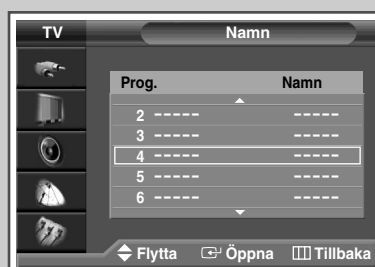 TV Namn
Prog. Namn
2 ----- -----
3 ----- -----
4 ----- -----
5 ----- -----
6 ----- -----
Flytta Öppna Tillbaka